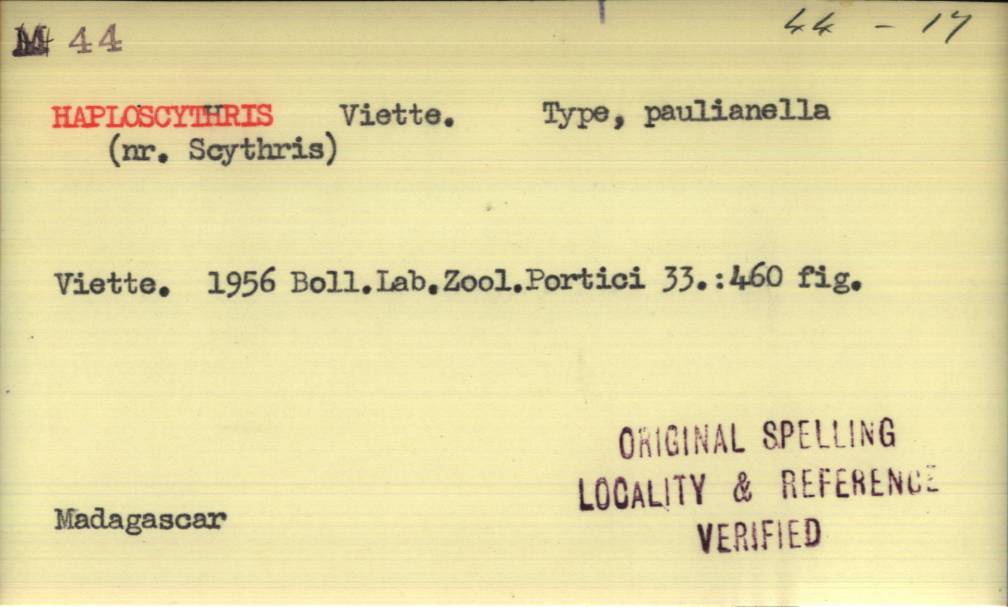 M 44
44 - 17
HAPLOSCYTHRIS Viette. Type, paulianella
(nr. Scythris)
Viette. 1956 Boll.Lab.Zool.Portici 33.:460 fig.
ORIGINAL SPELLING
LOCALITY & REFERENCE
VERIFIED
Madagascar